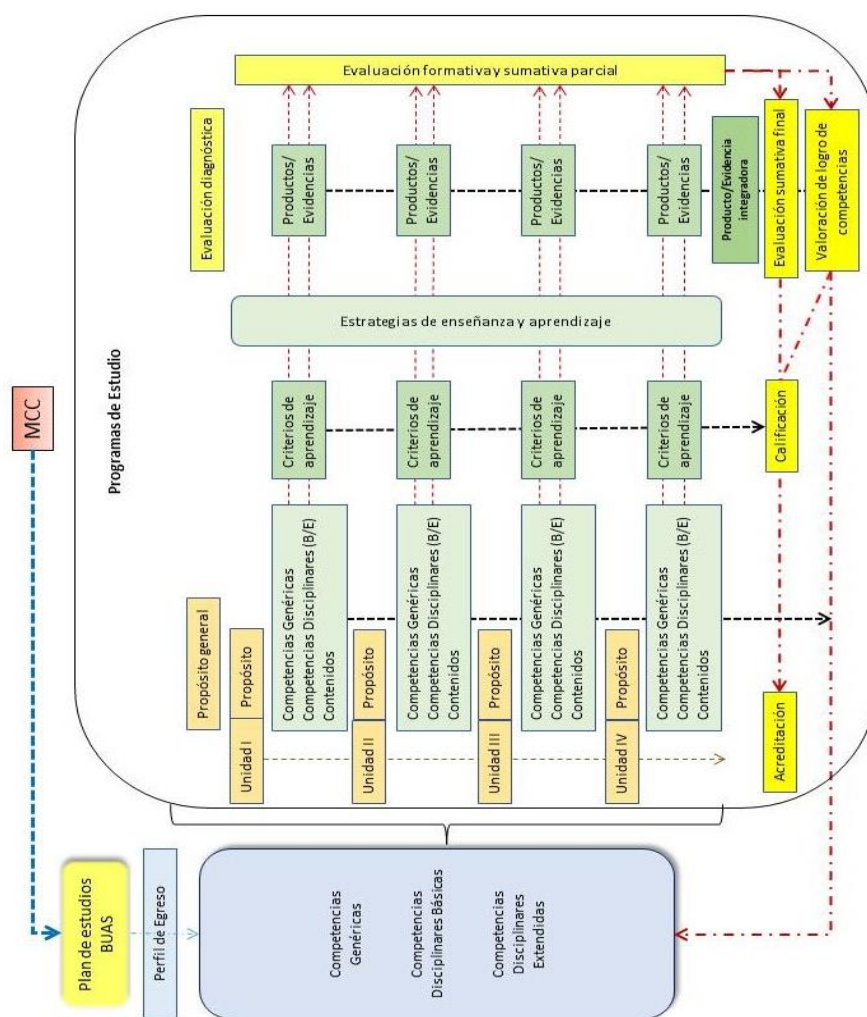 MCC
Plan de estudios
BUAS
Perfil de Egreso
Competencias
Genéricas
Competencias
Disciplinares Básicas
Competencias
Disciplinares
Extendidas
Programas de Estudio
Propósito general
Evaluación diagnóstica
Unidad I
Propósito
Competencias Genéricas
Competencias Disciplinares (B/E)
Contenidos
Criterios de
aprendizaje
Productos/
Evidencias
Unidad II
Propósito
Competencias Genéricas
Competencias Disciplinares (B/E)
Contenidos
Criterios de
aprendizaje
Productos/
Evidencias
Unidad III
Propósito
Competencias Genéricas
Competencias Disciplinares (B/E)
Contenidos
Criterios de
aprendizaje
Productos/
Evidencias
Unidad IV
Propósito
Competencias Genéricas
Competencias Disciplinares (B/E)
Contenidos
Criterios de
aprendizaje
Productos/
Evidencias
Estrategias de enseñanza y aprendizaje
Evaluación formativa y sumativa parcial
Producto/Evidencia
integradora
Acreditación
Calificación
Evaluación sumativa final
Valoración de logro de
competencias